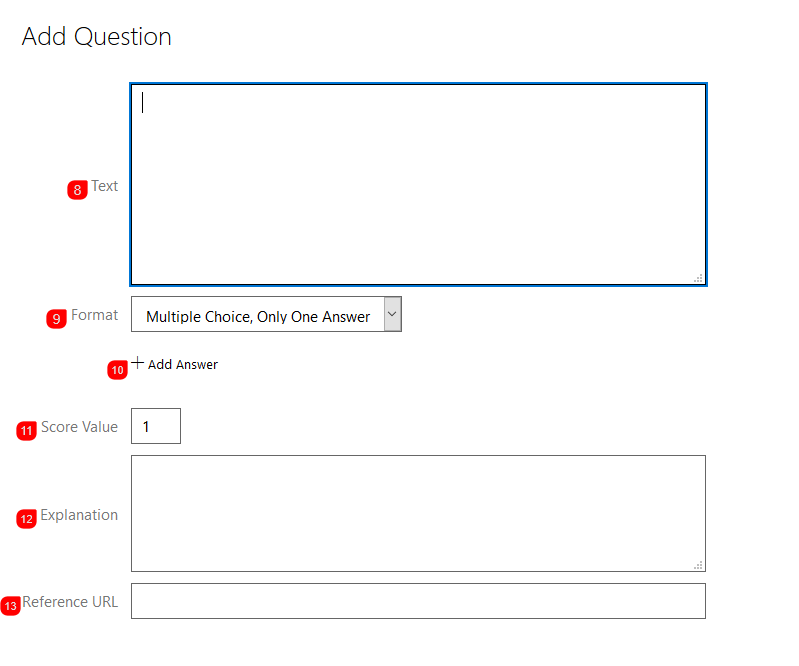 Add Question
8 Text
9 Format Multiple Choice, Only One Answer
10 + Add Answer
11 Score Value 1
12 Explanation
13 Reference URL